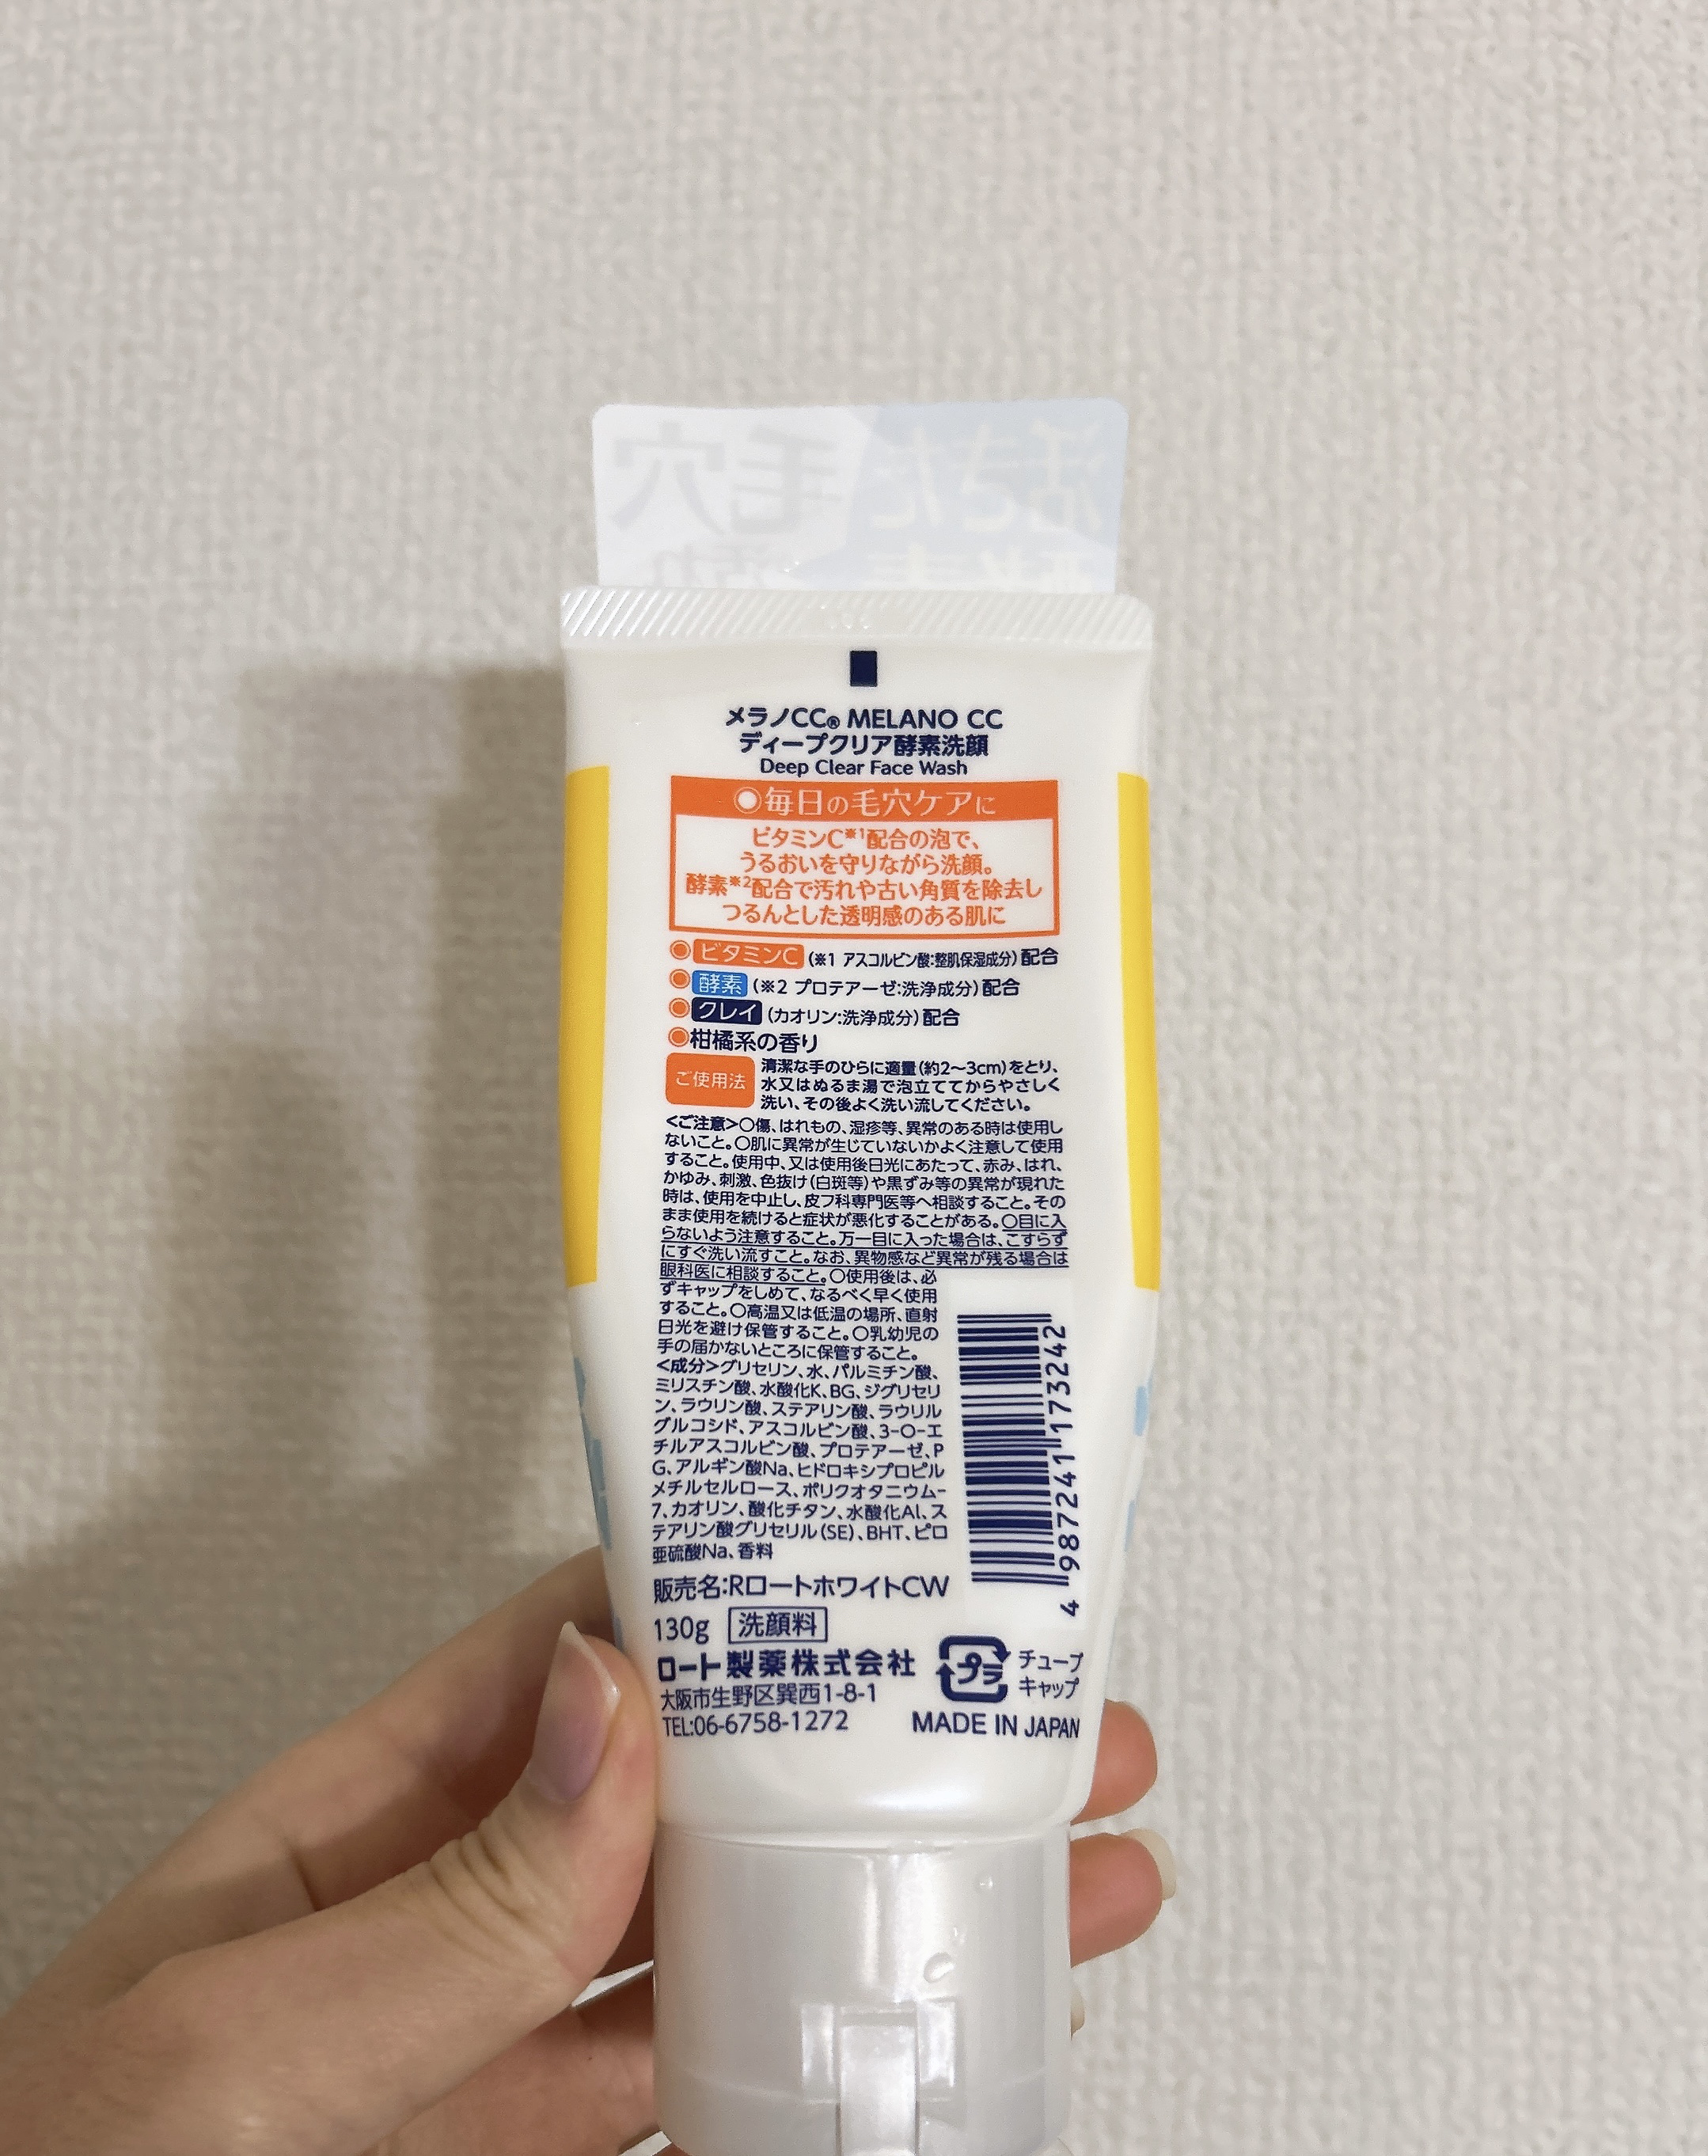 メラノCC® MELANO CC
ディープクリア酵素洗顔
Deep Clear Face Wash
◉毎日の毛穴ケアに
ビタミンC※1配合の泡で、
うるおいを守りながら洗顔。
酵素※2配合で汚れや古い角質を除去し
つるんとした透明感のある肌に
◉ビタミンC(※1 アスコルビン酸:整肌保湿成分)配合
◉酵素(※2 プロテアーゼ:洗浄成分)配合
◉クレイ(カオリン:洗浄成分)配合
◉柑橘系の香り
ご使用法
清潔な手のひらに適量(約2〜3cm)をとり、
水又はぬるま湯で泡立ててからやさしく
洗い、その後よく洗い流してください。
<ご注意>○傷、はれもの、湿疹等、異常のある時は使用し
ないこと。○肌に異常が生じていないかよく注意して使用
すること。使用中、又は使用後日光にあたって、赤み、はれ、
かゆみ、刺激、色抜け(白斑等)や黒ずみ等の異常が現れた
時は、使用を中止し、皮フ科専門医等へ相談すること。その
まま使用を続けると症状が悪化することがある。○目に入
らないよう注意すること。万一目に入った場合は、こすらず
にすぐ洗い流すこと。なお、異物感など異常が残る場合は
眼科医に相談すること。○使用後は、必
ずキャップをしめて、なるべく早く使用
すること。○高温又は低温の場所、直射
日光を避け保管すること。○乳幼児の
手の届かないところに保管すること。
<成分>グリセリン、水、パルミチン酸、
ミリスチン酸、水酸化K、BG、ジグリセリ
ン、ラウリン酸、ステアリン酸、ラウリル
グルコシド、アスコルビン酸、3-O-エ
チルアスコルビン酸、プロテアーゼ、P
G、アルギン酸Na、ヒドロキシプロピル
メチルセルロース、ポリクオタニウム-
7、カオリン、酸化チタン、水酸化Al、ス
テアリン酸グリセリル(SE)、BHT、ピロ
亜硫酸Na、香料
4 987241 173242
販売名:RロートホワイトCW
130g 洗顔料
ロート製薬株式会社
大阪市生野区巽西1-8-1
TEL:06-6758-1272
プラ
チューブ
キャップ
MADE IN JAPAN
活きた
毛穴